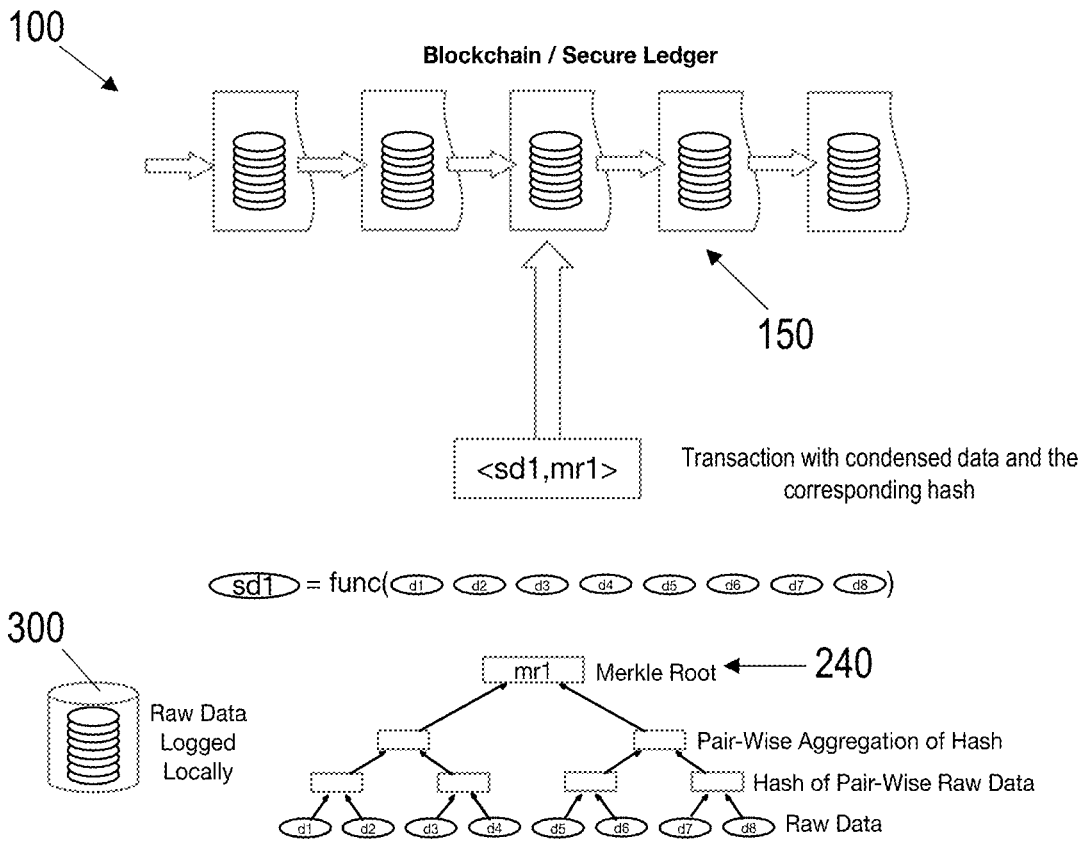 100
Blockchain / Secure Ledger
150
<sd1,mr1>
Transaction with condensed data and the
corresponding hash
sd1 = func( d1 d2 d3 d4 d5 d6 d7 d8 )
300
mr1 Merkle Root 240
Raw Data
Logged
Locally
Pair-Wise Aggregation of Hash
Hash of Pair-Wise Raw Data
d1 d2 d3 d4 d5 d6 d7 d8 Raw Data